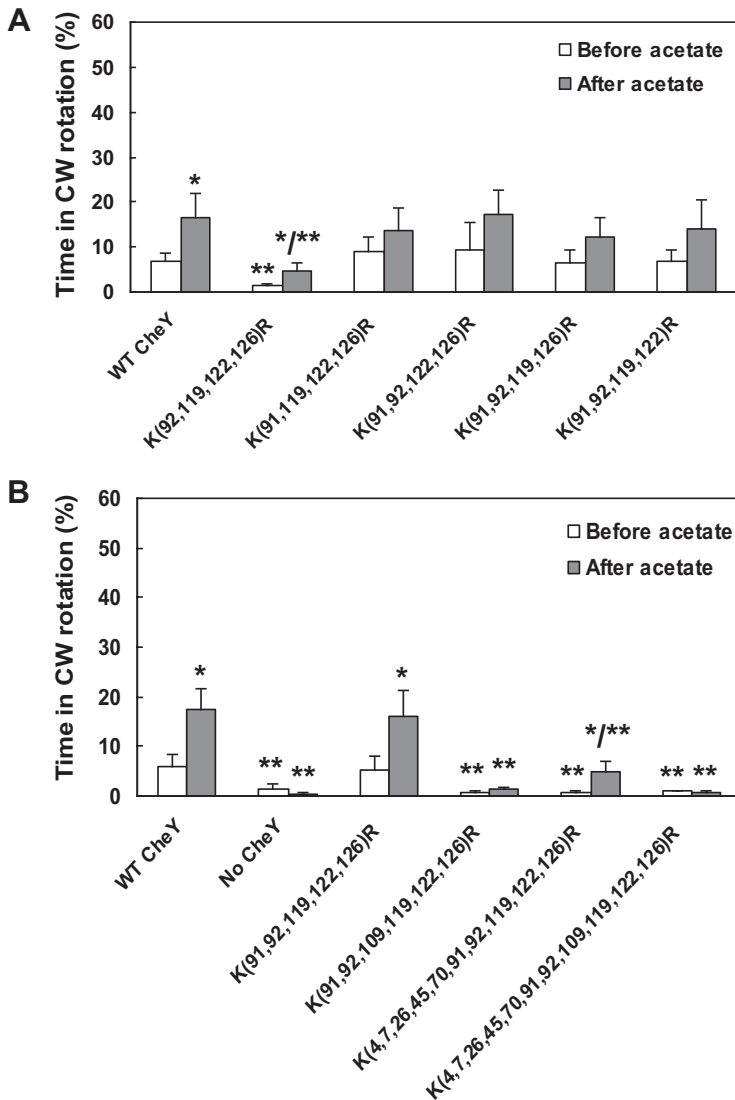 A
Time in CW rotation (%)
60
50
40
30
20
10
0
Before acetate
After acetate
*
**
*/**
WT CheY
K(92,119,122,126)R
K(91,119,122,126)R
K(91,92,122,126)R
K(91,92,119,126)R
K(91,92,119,122)R
B
Time in CW rotation (%)
60
50
40
30
20
10
0
Before acetate
After acetate
*
**
**
*
**
**
**
*/**
**
**
WT CheY
No CheY
K(91,92,119,122,126)R
K(91,92,109,119,122,126)R
K(4,7,26,45,70,91,92,119,122,126)R
K(4,7,26,45,70,91,92,109,119,122,126)R